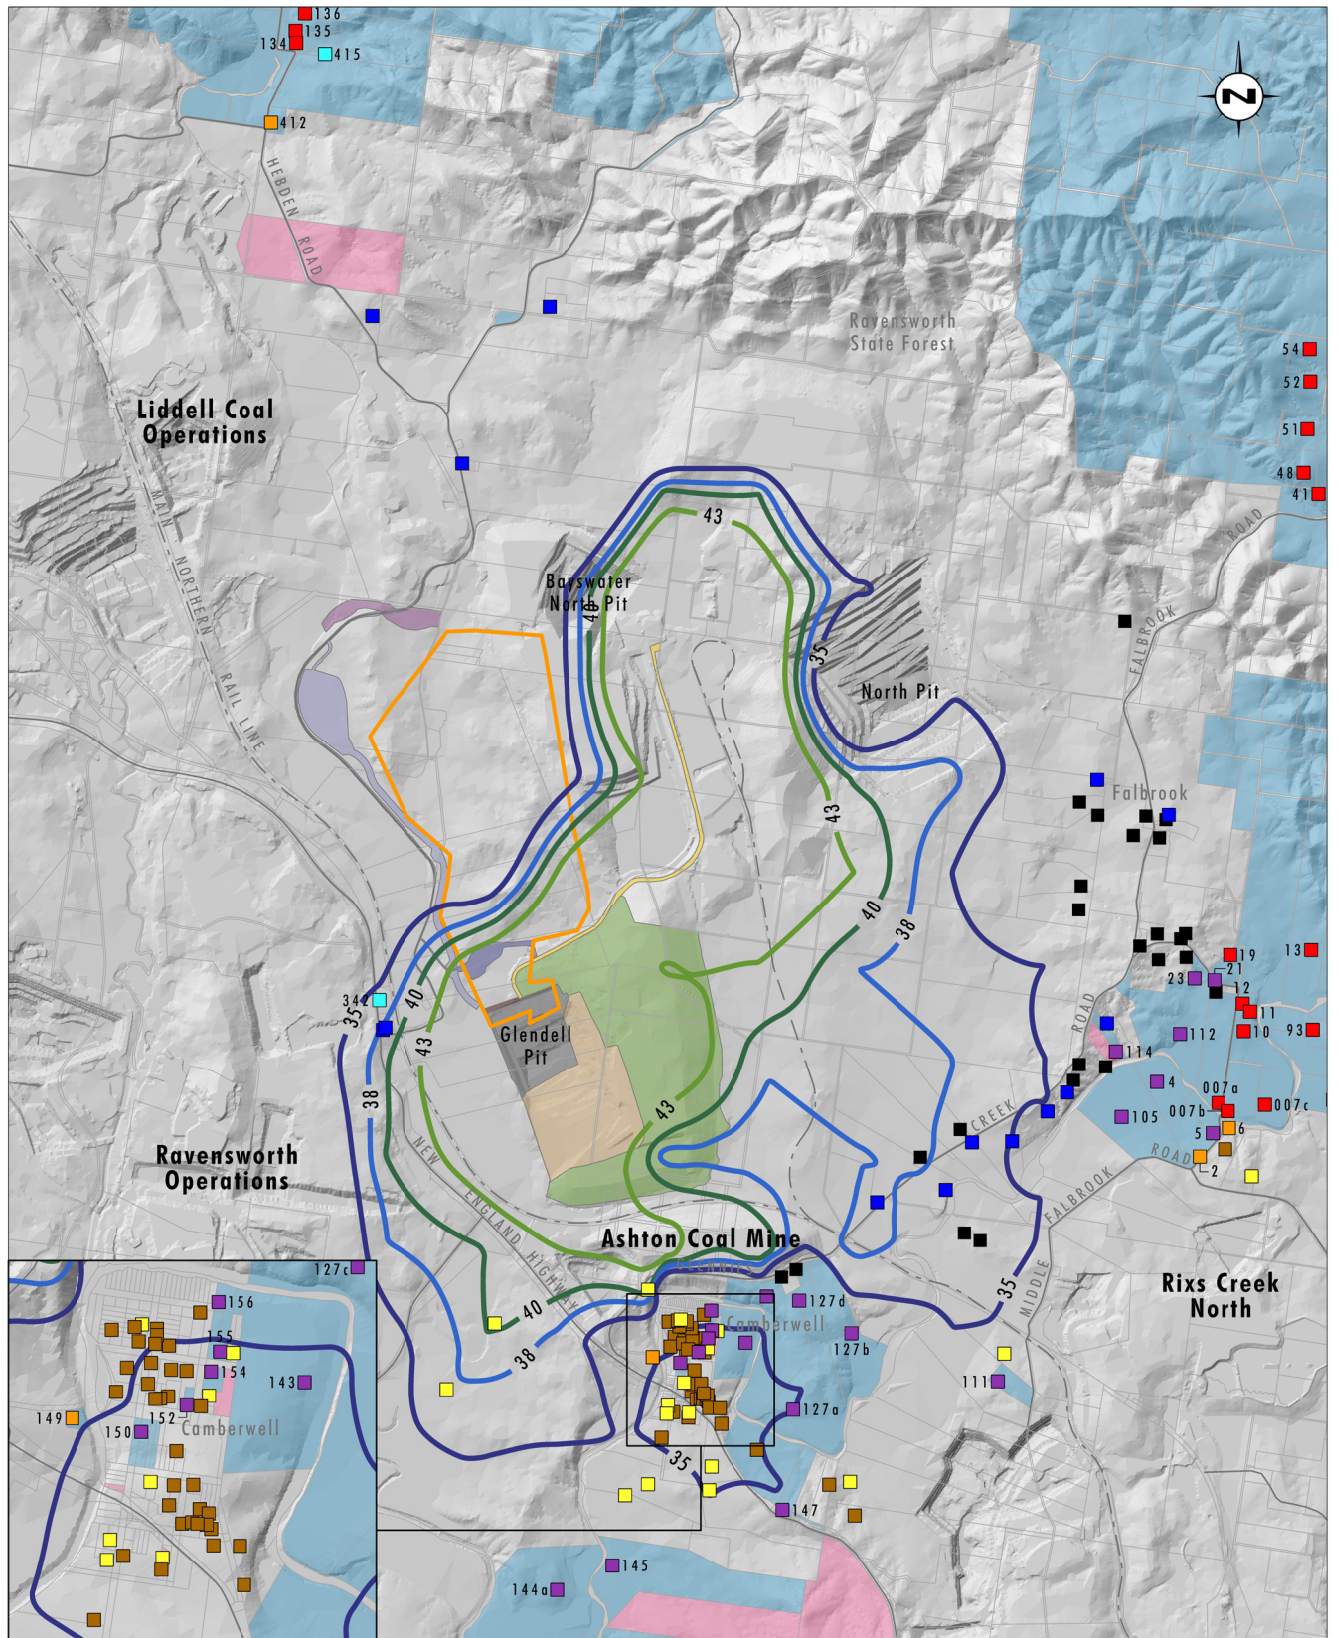 136
135
134
415
412
N
HEBDEN ROAD
Ravensworth
State Forest
54
52
51
48
41
Liddell Coal
Operations
MAIN NORTHERN RAIL LINE
43
ROAD
FALBROOK
Bayswater
North Pit
40
35
North Pit
Falbrook
43
40
38
19
13
21
23
12
11
10
93
112
114
342
35
40
43
Glendell
Pit
ROAD
4
007a
007b
007c
105
5
6
2
38
43
CREEK
ROAD
FALBROOK
NEW ENGLAND HIGHWAY
Ravensworth
Operations
Ashton Coal Mine
GLENNIES
35
MIDDLE
Rixs Creek
North
40
38
127d
Camberwell
127b
111
127a
35
147
145
144a
127c
156
155
154
143
152
149
150
Camberwell